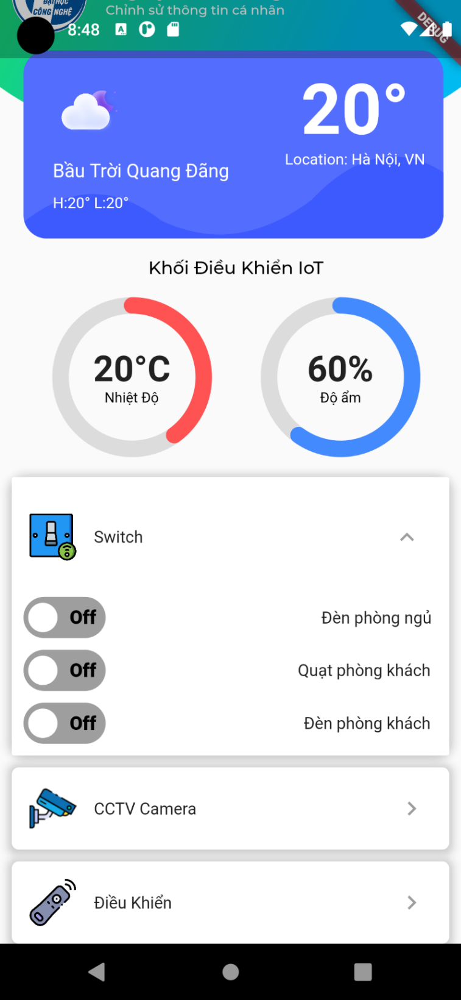 ĐẠI HỌC
CÔNG NGHỆ
Chỉnh sử thông tin cá nhân
8:48
DEBUG
20°
Location: Hà Nội, VN
Bầu Trời Quang Đãng
H:20° L:20°
Khối Điều Khiển IoT
20°C
Nhiệt Độ
60%
Độ ẩm
Switch
Off
Đèn phòng ngủ
Off
Quạt phòng khách
Off
Đèn phòng khách
CCTV Camera
Điều Khiển